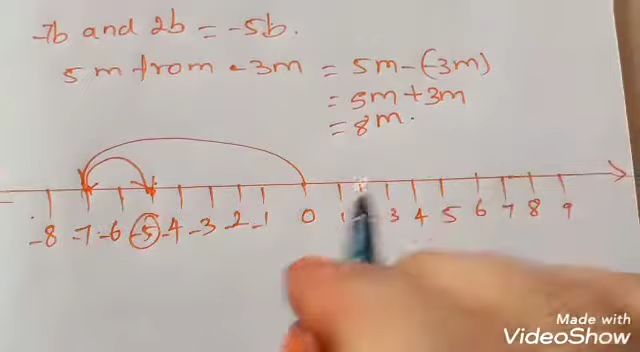 -7b and 2b = -5b.
5m from -3m = 5m-(-3m)
= 5m+3m
= 8m.
-8 -7 -6 -5 -4 -3 -2 -1 0 1 3 4 5 6 7 8 9
Made with
VideoShow